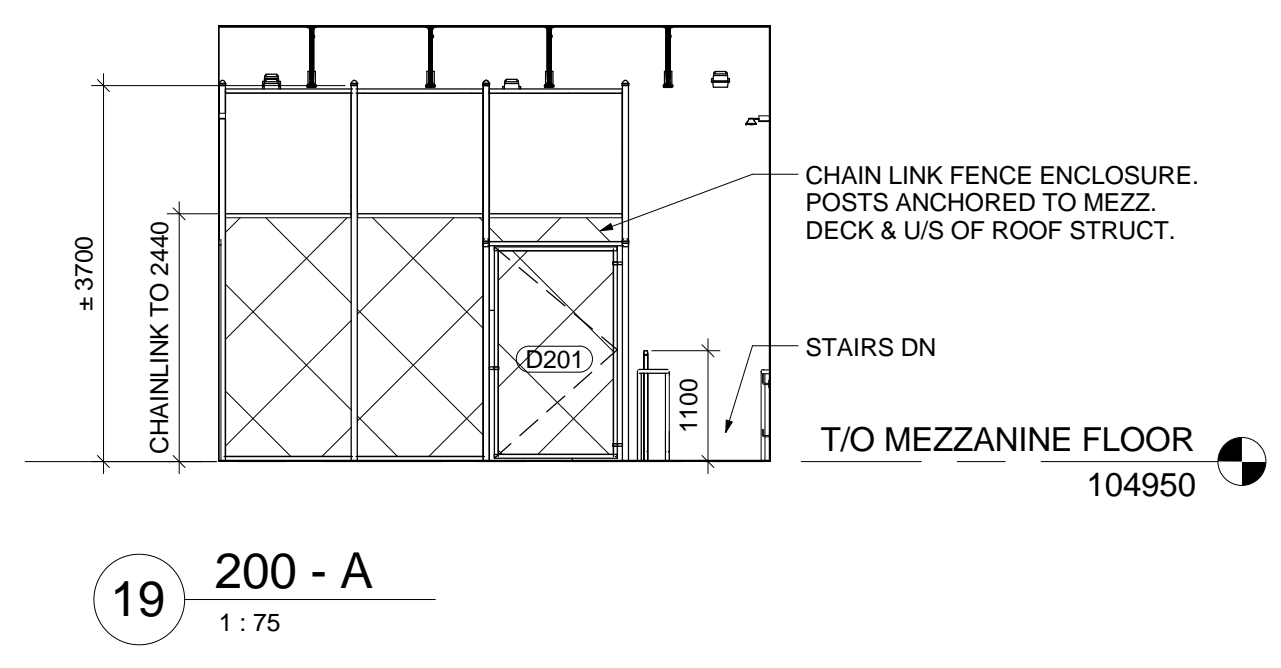 CHAIN LINK FENCE ENCLOSURE.
POSTS ANCHORED TO MEZZ.
DECK & U/S OF ROOF STRUCT.
± 3700
CHAINLINK TO 2440
D201
1100
STAIRS DN
T/O MEZZANINE FLOOR
104950
19
200 - A
1 : 75